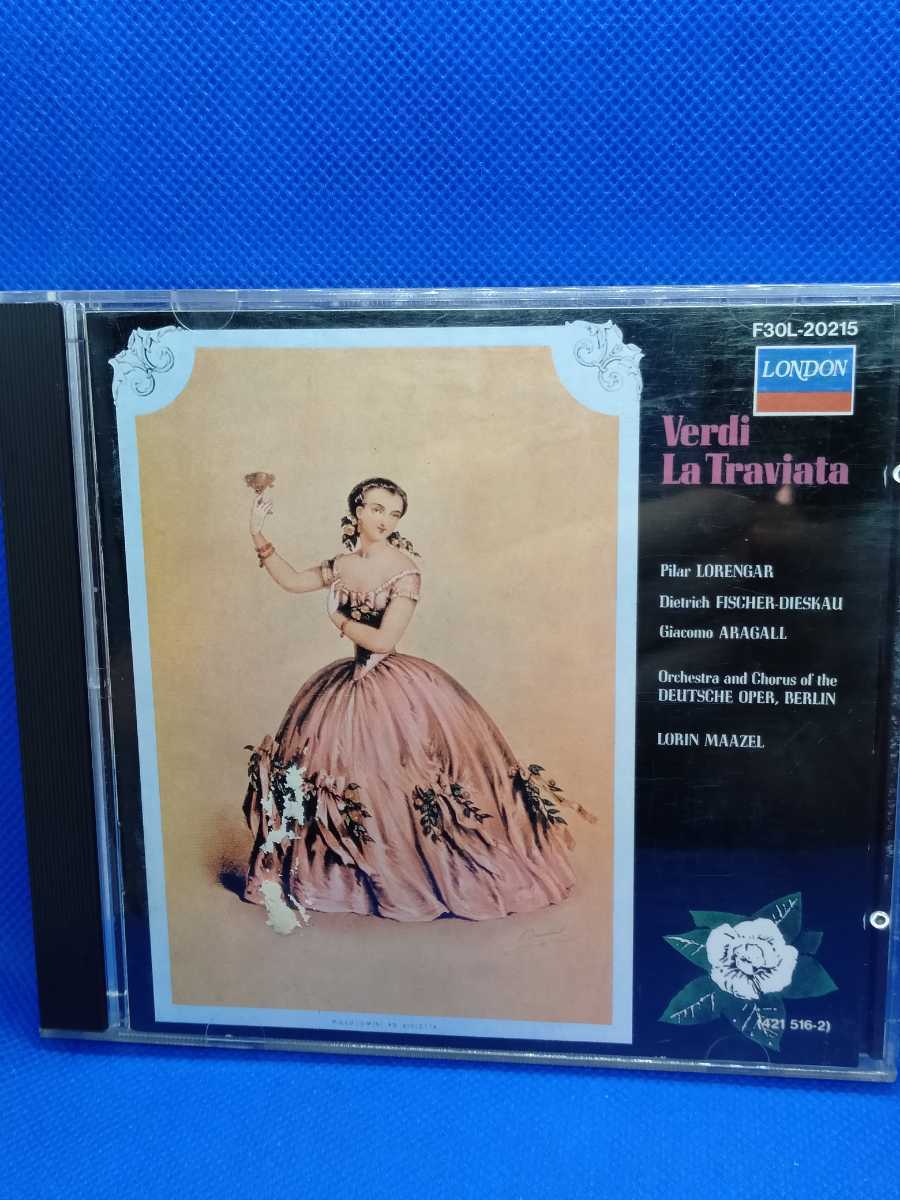 F30L-20215
LONDON
Verdi
La Traviata
Pilar LORENGAR
Dietrich FISCHER-DIESKAU
Giacomo ARAGALL
Orchestra and Chorus of the
DEUTSCHE OPER, BERLIN
LORIN MAAZEL
(421 516-2)